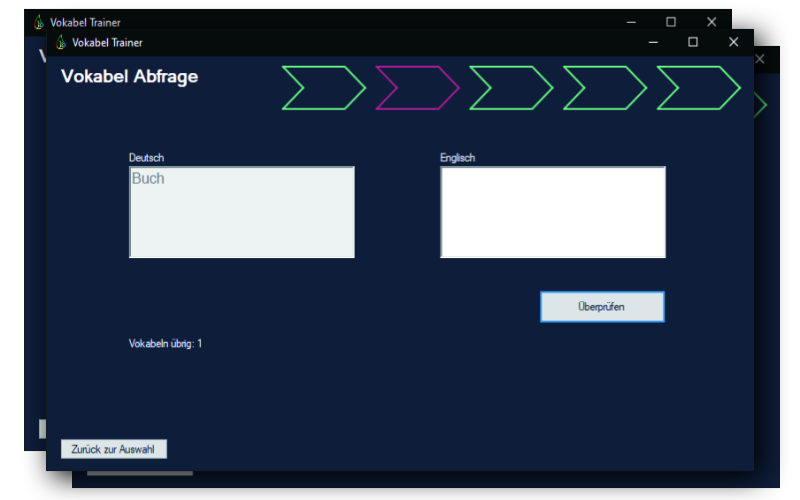 Vokabel Trainer
Vokabel Trainer
Vokabel Abfrage
Deutsch
Englisch
Buch
Überprüfen
Vokabeln übrig: 1
Zurück zur Auswahl